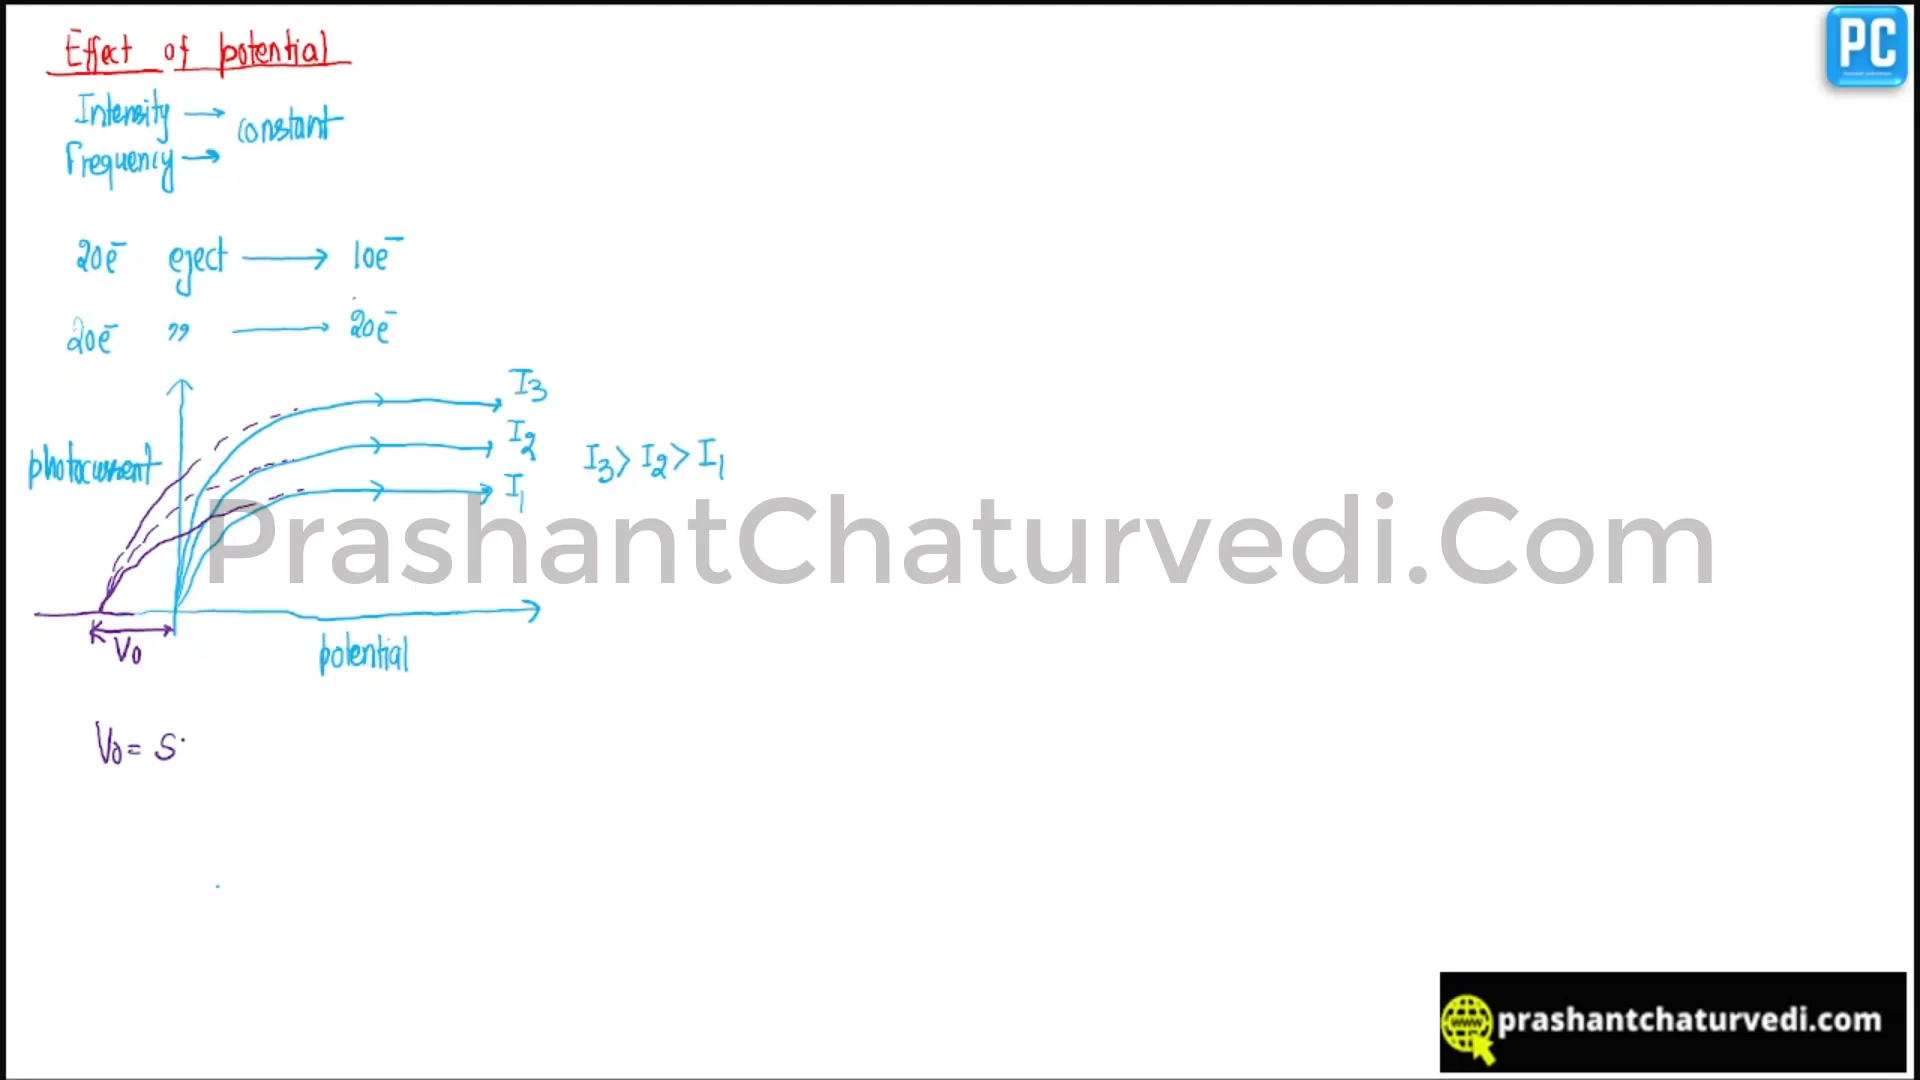 Effect of potential
PC
Intensity →
constant
Frequency →
20e⁻ eject → 10e⁻
20e⁻ " → 20e⁻
I3
I2
photocurrent
I3 > I2 > I1
I1
PrashantChaturvedi.Com
V0
potential
V0 = S
www prashantchaturvedi.com